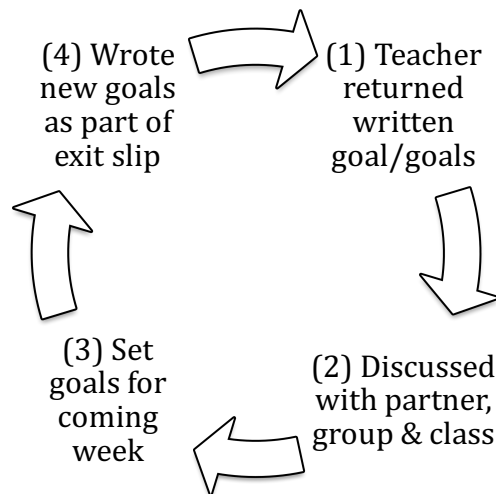 (1) Teacher
returned
written
goal/goals
(2) Discussed
with partner,
group & class
(3) Set
goals for
coming
week
(4) Wrote
new goals
as part of
exit slip